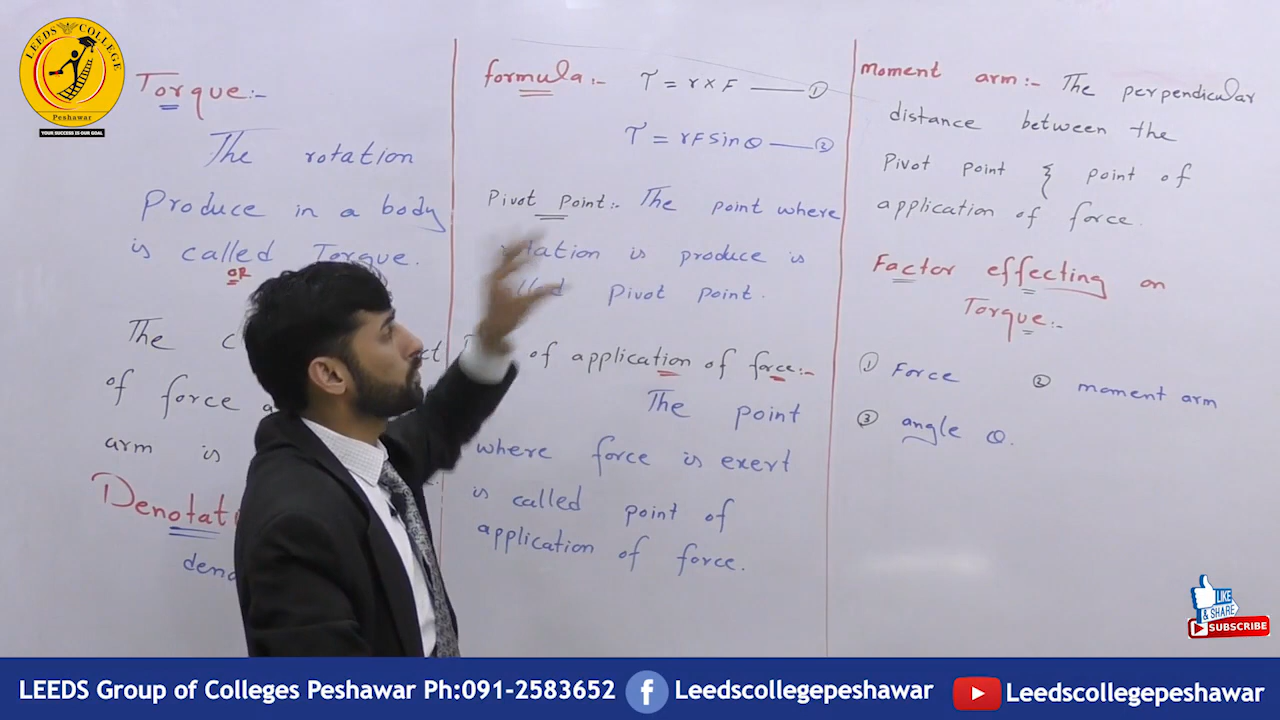 LEEDS COLLEGE
Peshawar
YOUR SUCCESS IS OUR GOAL
Torque:-
The rotation
Produce in a body
is called Torque.
OR
The
of force
arm is
formula:- τ = r × F —— ①
τ = rF Sin θ —— ②
Pivot Point:- The point where
is produce is
Pivot point.
of application of force:-
The point
where force is exert
is called point of
application of force.
moment arm:- The perpendicular
distance between the
Pivot point } point of
application of force.
Factor effecting on
Torque:-
① Force ② moment arm
③ angle θ.
LIKE
& SHARE
SUBSCRIBE
LEEDS Group of Colleges Peshawar Ph:091-2583652 f Leedscollegepeshawar Leedscollegepeshawar